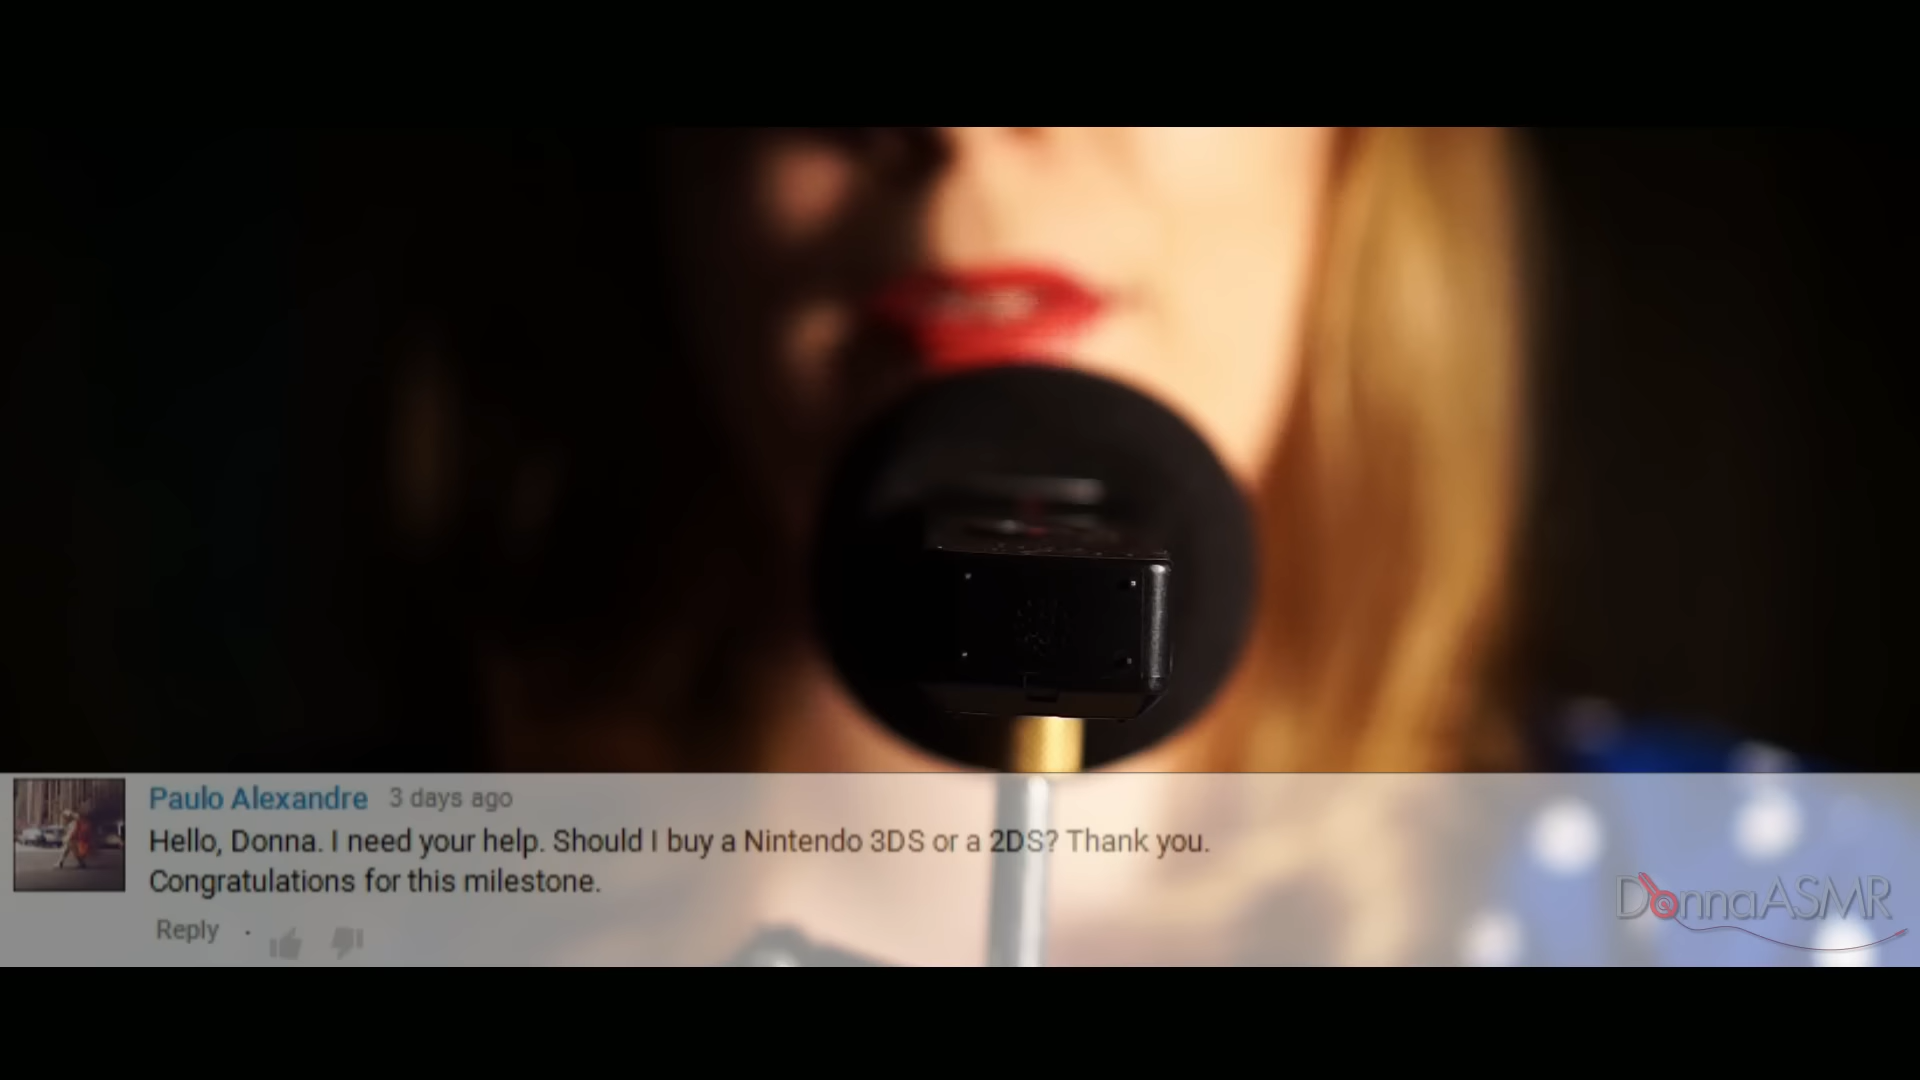 Paulo Alexandre 3 days ago
Hello, Donna. I need your help. Should I buy a Nintendo 3DS or a 2DS? Thank you.
Congratulations for this milestone.
Reply ·
DonnaASMR